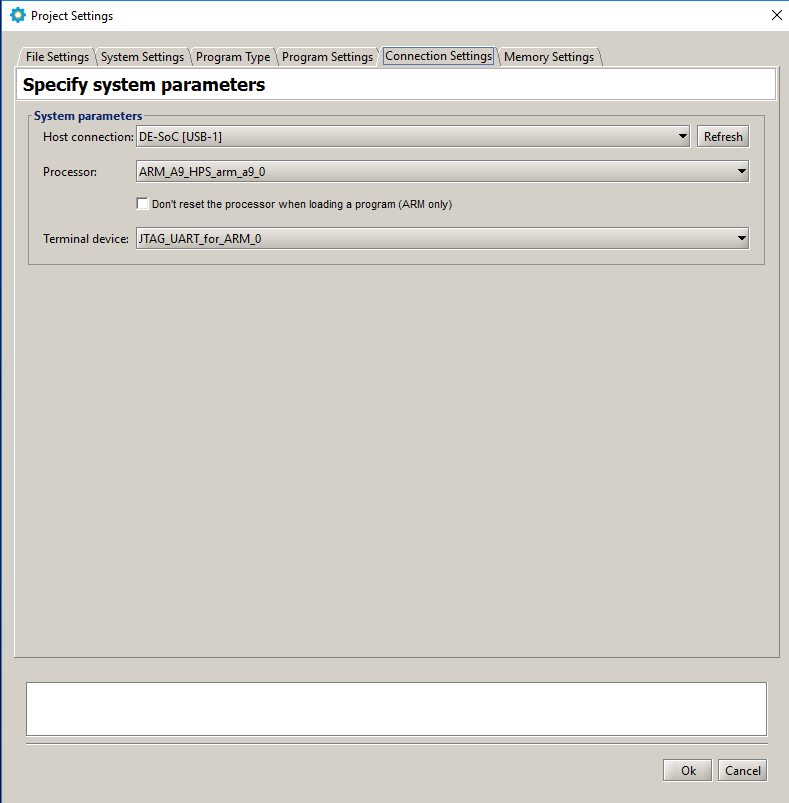 Project Settings
File Settings System Settings Program Type Program Settings Connection Settings Memory Settings
Specify system parameters
System parameters
Host connection: DE-SoC [USB-1] Refresh
Processor: ARM_A9_HPS_arm_a9_0
Don't reset the processor when loading a program (ARM only)
Terminal device: JTAG_UART_for_ARM_0
Ok Cancel